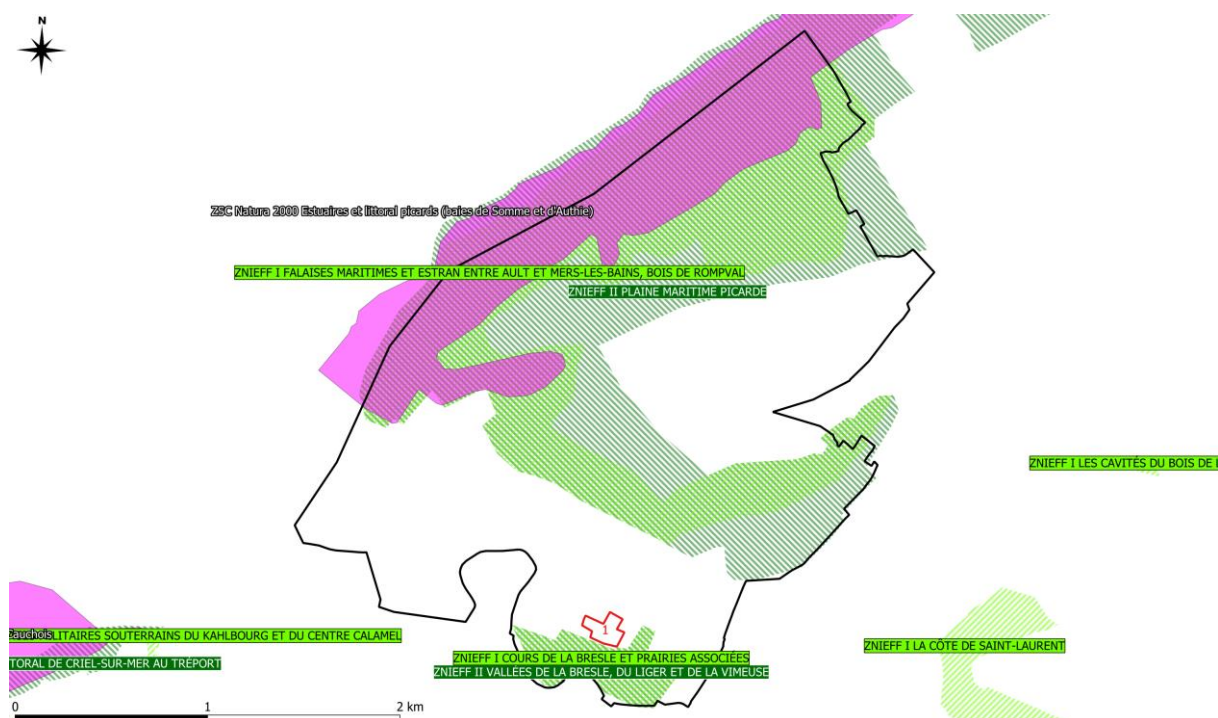 N
ZSC Natura 2000 Estuaires et littoral picards (baies de Somme et d'Authie)
ZNIEFF I FALAISES MARITIMES ET ESTRAN ENTRE AULT ET MERS-LES-BAINS, BOIS DE ROMPVAL
ZNIEFF II PLAINE MARITIME PICARDE
ZNIEFF I LES CAVITÉS DU BOIS DE
1
Cauchois
LITAIRES SOUTERRAINS DU KAHLBOURG ET DU CENTRE CALAMEL
ZNIEFF I LA CÔTE DE SAINT-LAURENT
ZNIEFF I COURS DE LA BRESLE ET PRAIRIES ASSOCIÉES
TORAL DE CRIEL-SUR-MER AU TRÉPORT
ZNIEFF II VALLÉES DE LA BRESLE, DU LIGER ET DE LA VIMEUSE
0 1 2 km